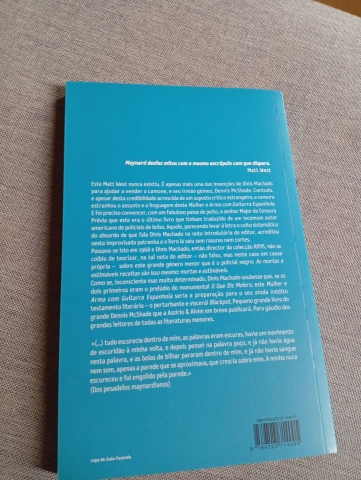 Maynard desfaz mitos com o mesmo escrúpulo com que dispara.
Matt West
Este Matt West nunca existiu. É apenas mais uma das invenções de Dinis Machado
para ajudar a vender o camone, e seu irmão gémeo, Dennis McShade. Contudo,
e apesar desta credibilidade acrescida de um suposto crítico estrangeiro, a censura
estranhou o assunto e a linguagem deste Mulher e Arma com Guitarra Espanhola.
E foi preciso convencer, com um fabuloso passo de peito, o senhor Major da Censura
Prévia que este era o último livro que tinham traduzido de um incomum autor
americano de policiais de bolso. Aquele, parecendo levar à letra o culto sistemático
do absurdo de que fala Dinis Machado na nota introdutória do editor, acreditou
nesta improvisada patranha e o livro lá saiu sem rasuras nem cortes.
Passava-se isto em 1968 e Dinis Machado, então director da colecção Rififi, não se
coibiu de teorizar, na tal nota do editor – não falsa, mas neste caso em causa
própria – sobre este grande género menor que é o policial negro. As mortais e
estimáveis receitas são isso mesmo: mortais e estimáveis.
Como se, inconscientemente mas muito determinado, Dinis Machado soubesse que, se os
dois primeiros eram o prelúdio do monumental O Que Diz Molero, este Mulher e
Arma com Guitarra Espanhola seria a preparação para o seu ainda inédito
testamento literário – o perturbante e visceral Blackpot. Pequeno grande livro do
grande Dennis McShade que a Assírio & Alvim em breve publicará. Para gáudio dos
grandes leitores de todas as literaturas menores.
«(...) tudo escurecia dentro de mim, as palavras eram escuras, havia um movimento
de escuridão à minha volta, e depois pensei na palavra poço, e já não havia água
nesta palavra, e as bolas de bilhar pararam dentro de mim, e já não havia sangue
nem som, apenas a parede que se aproximava, que crescia sobre mim. A minha nuca
escureceu e fui engolido pela parede.»
(Dos pesadelos maynardianos)
capa de João Fazenda